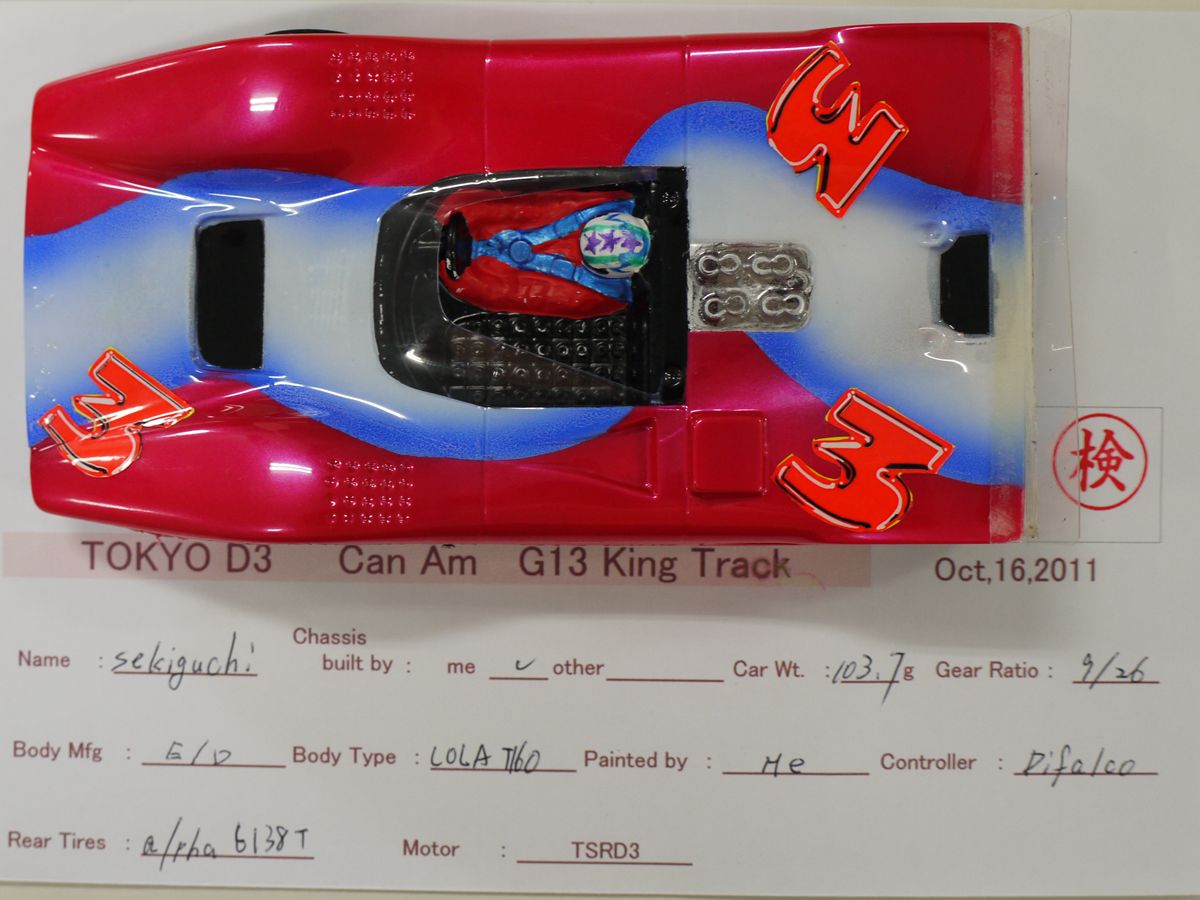 3
3
3
検
TOKYO D3 Can Am G13 King Track Oct,16,2011
Name : sekiguchi Chassis built by : me ✓ other Car Wt. : 103.7 g Gear Ratio : 9/26
Body Mfg : E/D Body Type : LOLA T160 Painted by : Me Controller : Difalco
Rear Tires : alpha 6138T Motor : TSRD3